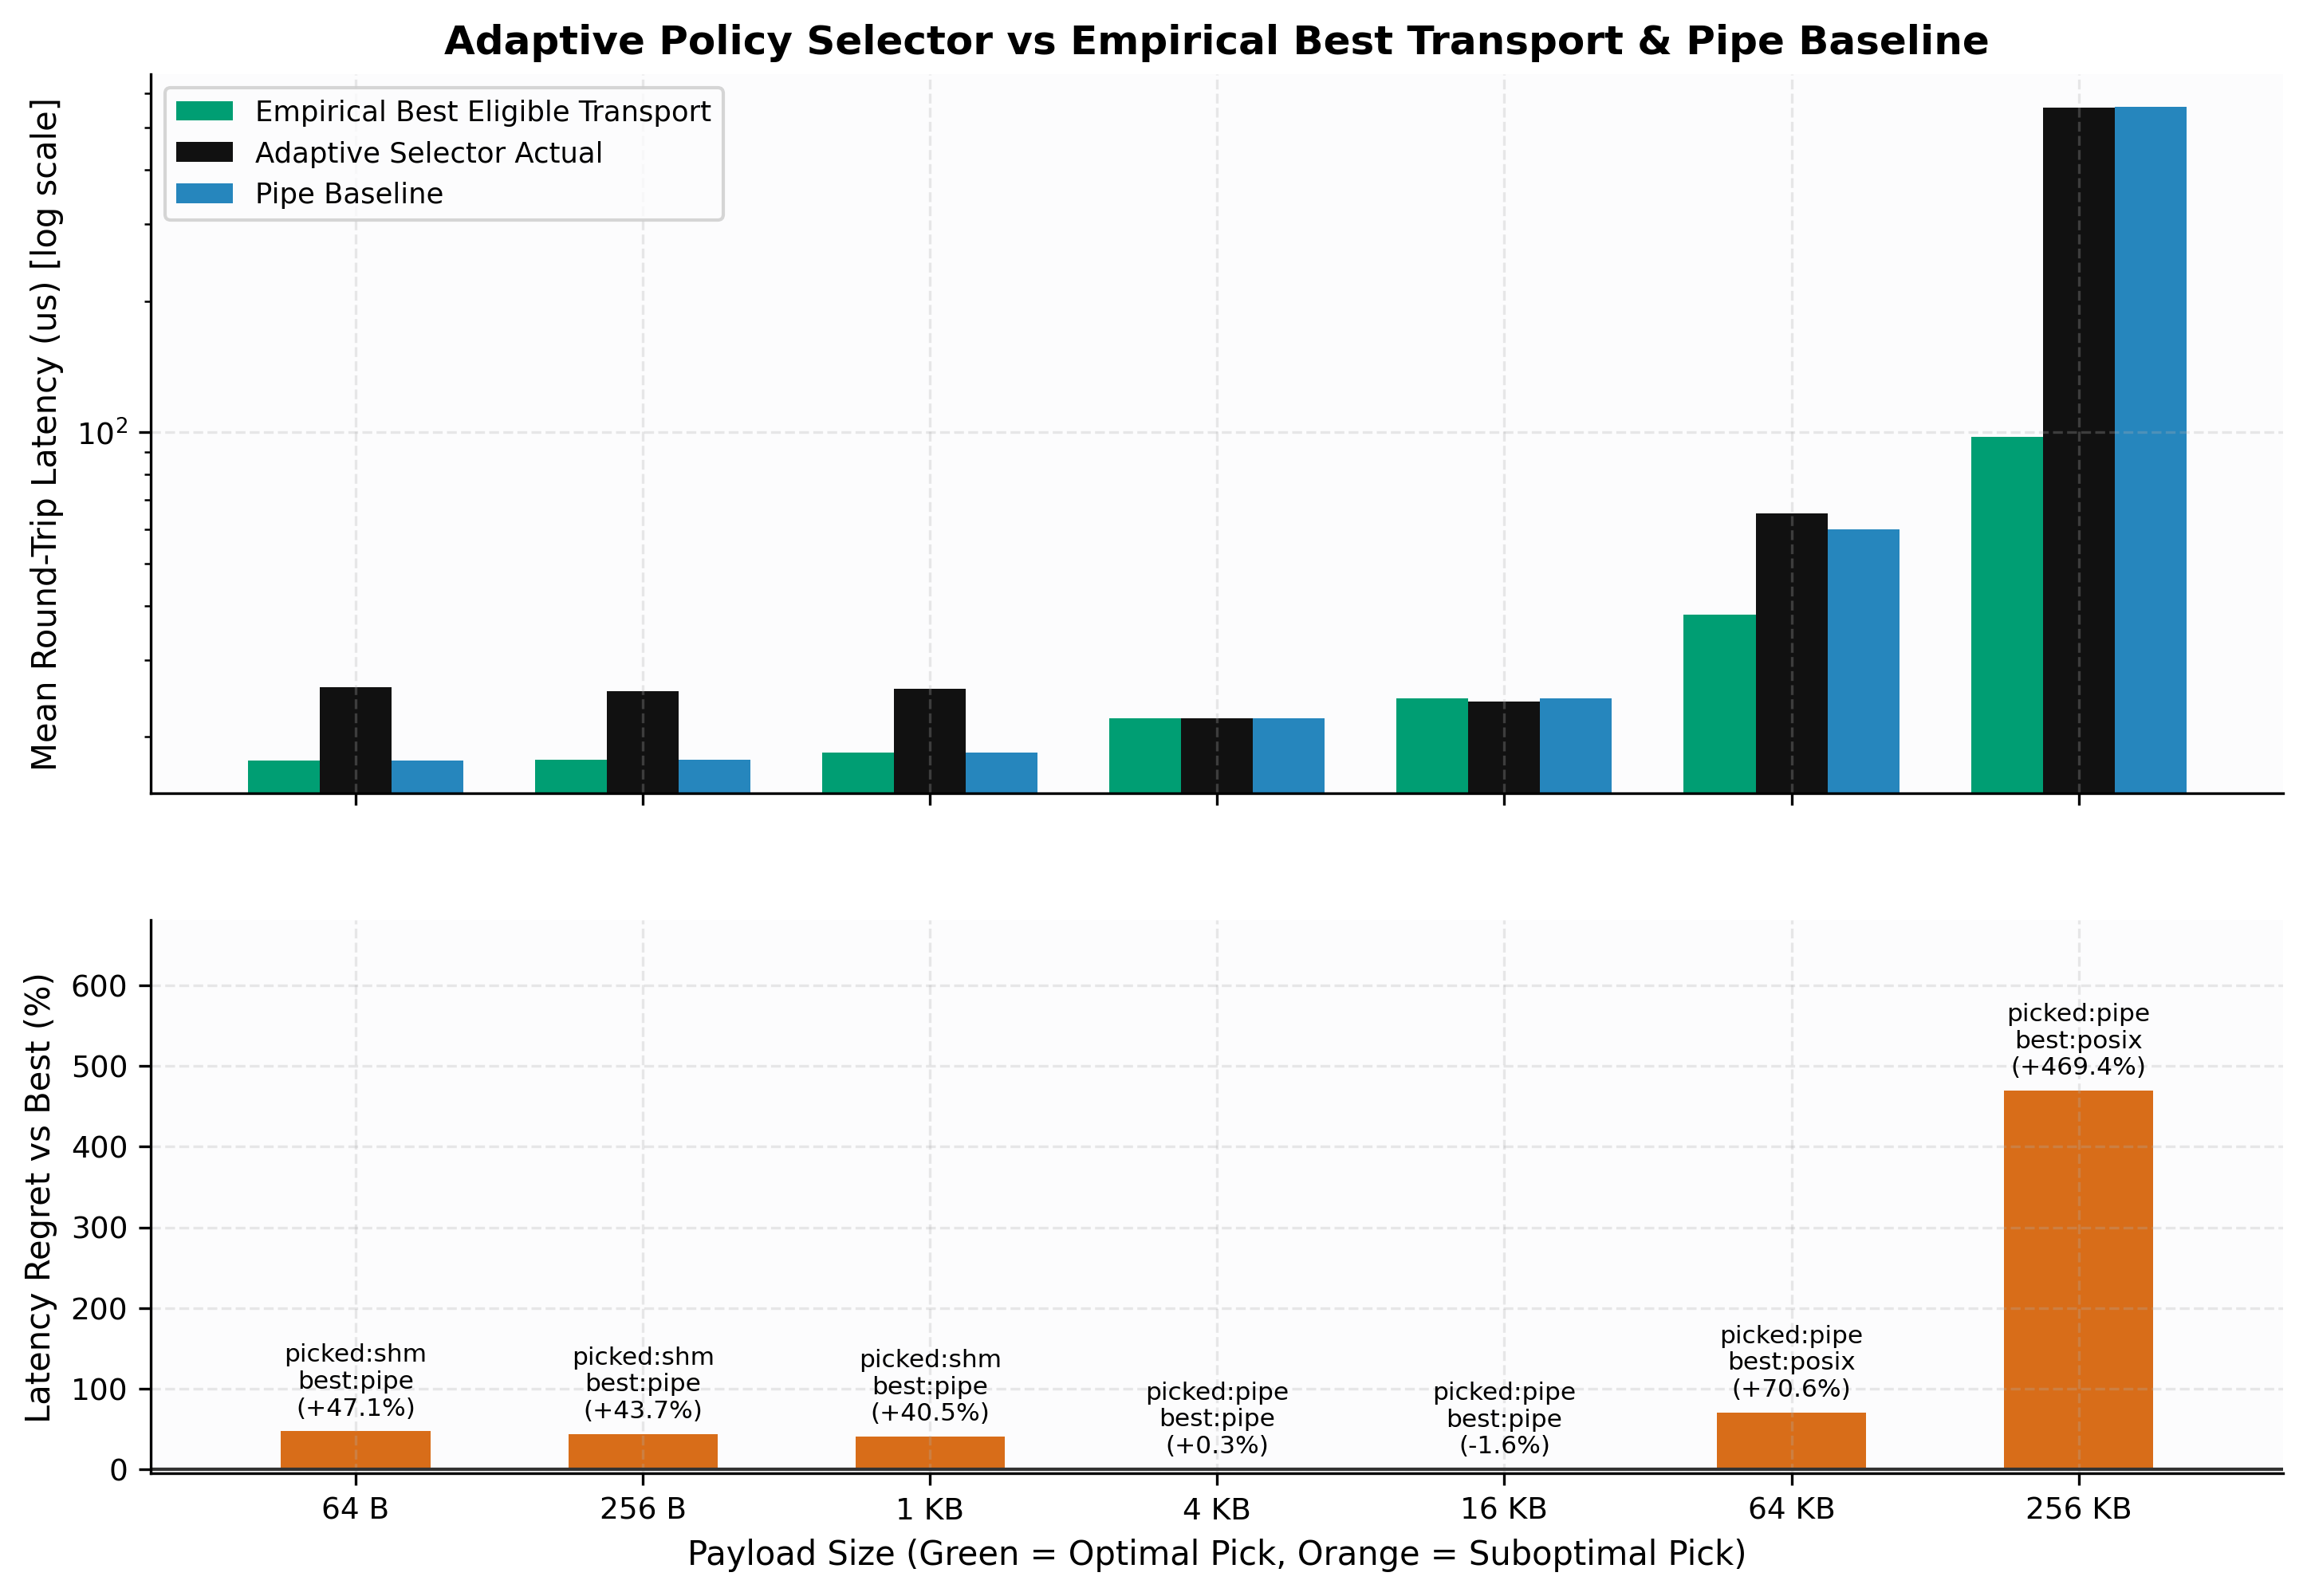 Adaptive Policy Selector vs Empirical Best Transport & Pipe Baseline
Mean Round-Trip Latency (us) [log scale]
10²
Empirical Best Eligible Transport
Adaptive Selector Actual
Pipe Baseline
Latency Regret vs Best (%)
600
500
400
300
200
100
0
picked:shm
best:pipe
(+47.1%)
picked:shm
best:pipe
(+43.7%)
picked:shm
best:pipe
(+40.5%)
picked:pipe
best:pipe
(+0.3%)
picked:pipe
best:pipe
(-1.6%)
picked:pipe
best:posix
(+70.6%)
picked:pipe
best:posix
(+469.4%)
64 B
256 B
1 KB
4 KB
16 KB
64 KB
256 KB
Payload Size (Green = Optimal Pick, Orange = Suboptimal Pick)